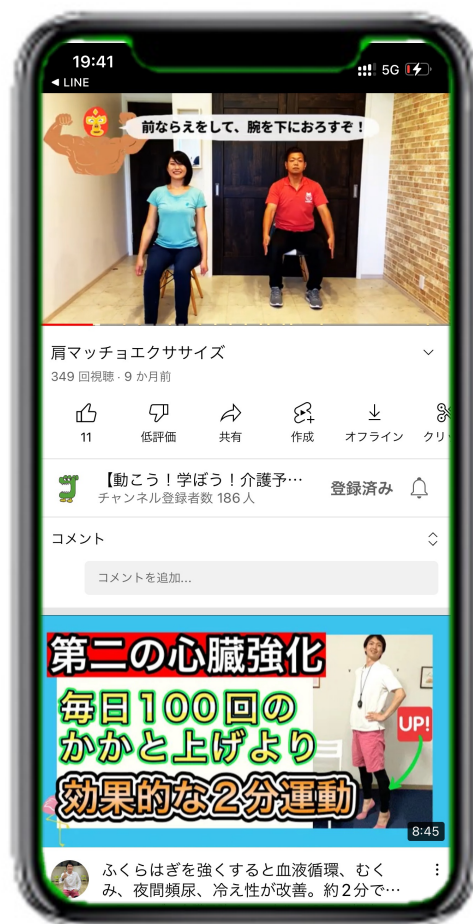 19:41
5G
◀ LINE
前ならえをして、腕を下におろすぞ！
肩マッチョエクササイズ
349 回視聴 · 9 か月前
11
低評価
共有
作成
オフライン
クリ
【動こう！学ぼう！介護予…
チャンネル登録者数 186 人
登録済み
コメント
コメントを追加...
第二の心臓強化
毎日100回の
かかと上げより
効果的な2分運動
UP!
8:45
ふくらはぎを強くすると血液循環、むく
み、夜間頻尿、冷え性が改善。約2分で…